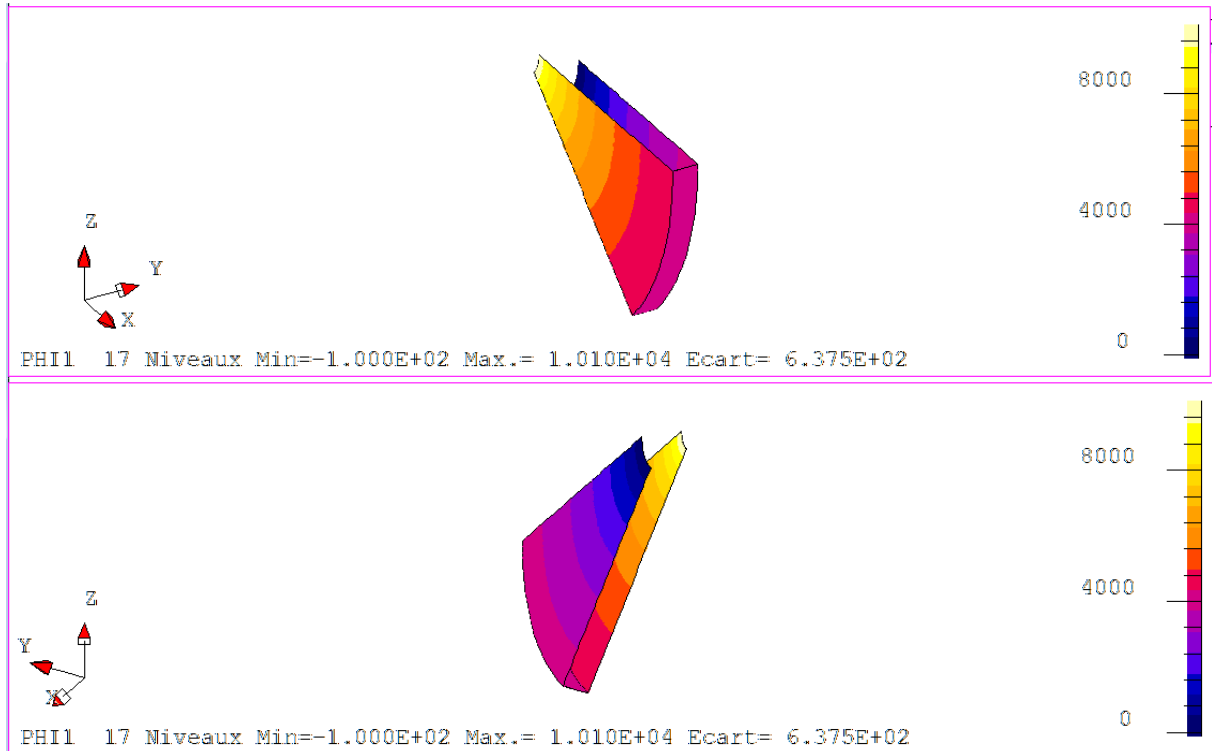 8000
4000
Z
Y
X
0
PHI1 17 Niveaux Min=-1.000E+02 Max.= 1.010E+04 Ecart= 6.375E+02
8000
4000
Z
Y
X
0
PHI1 17 Niveaux Min=-1.000E+02 Max.= 1.010E+04 Ecart= 6.375E+02